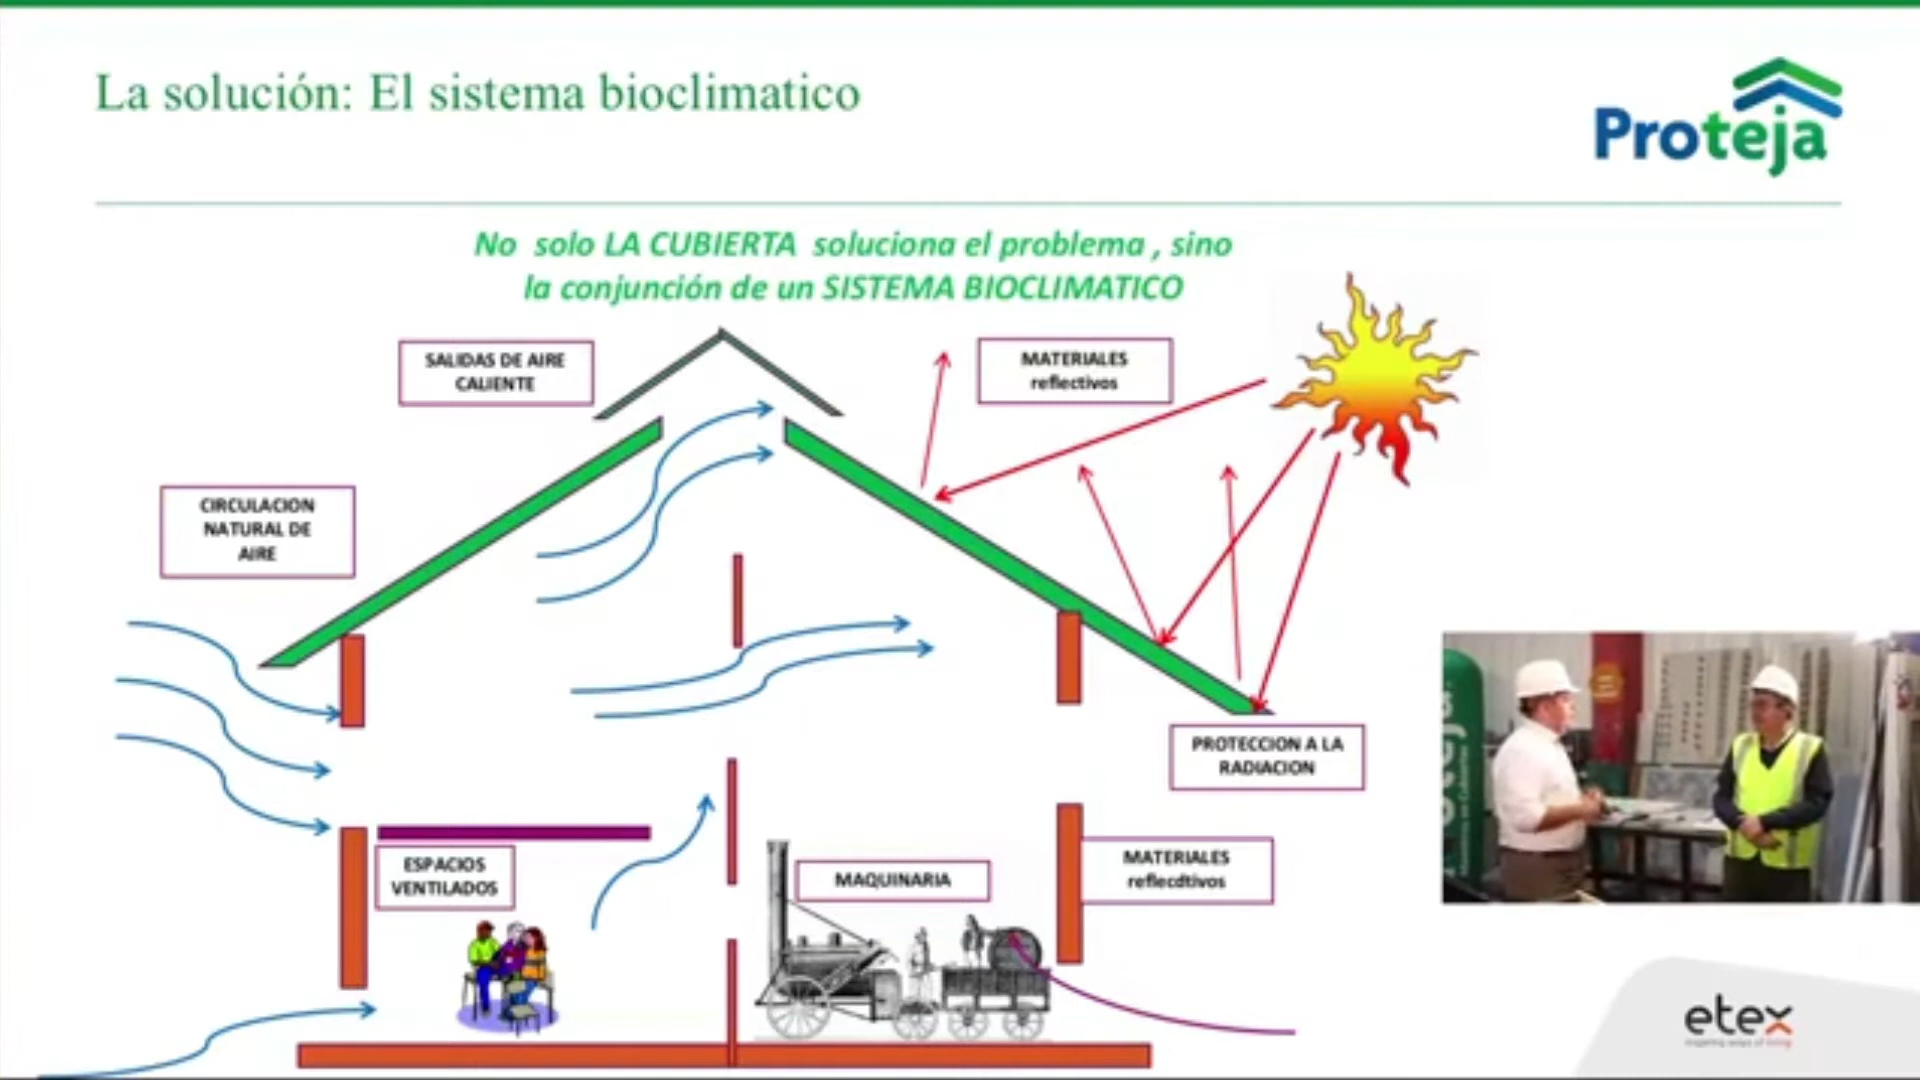 La solución: El sistema bioclimatico
Proteja
No solo LA CUBIERTA soluciona el problema , sino
la conjunción de un SISTEMA BIOCLIMATICO
SALIDAS DE AIRE
CALIENTE
MATERIALES
reflectivos
CIRCULACION
NATURAL DE
AIRE
PROTECCION A LA
RADIACION
ESPACIOS
VENTILADOS
MAQUINARIA
MATERIALES
reflecdtivos
etex